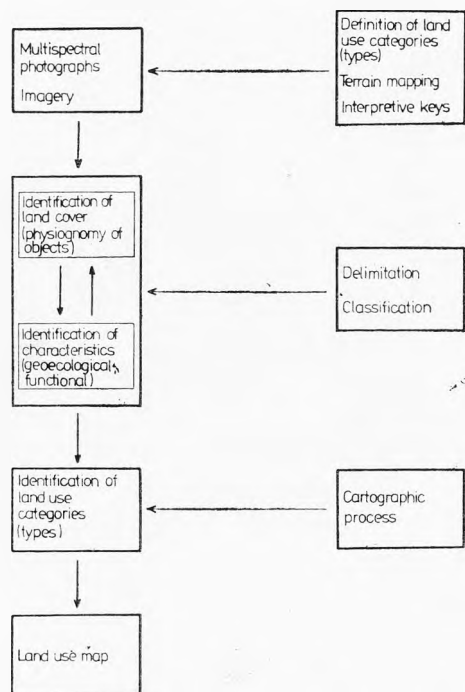 Multispectral
photographs
Imagery
Definition of land
use categories
(types)
Terrain mapping
Interpretive keys
Identification of
land cover
(physiognomy of
objects)
Identification of
characteristics
(geoecological,
functional)
Delimitation
Classification
Identification of
land use
categories
(types)
Cartographic
process
Land use map